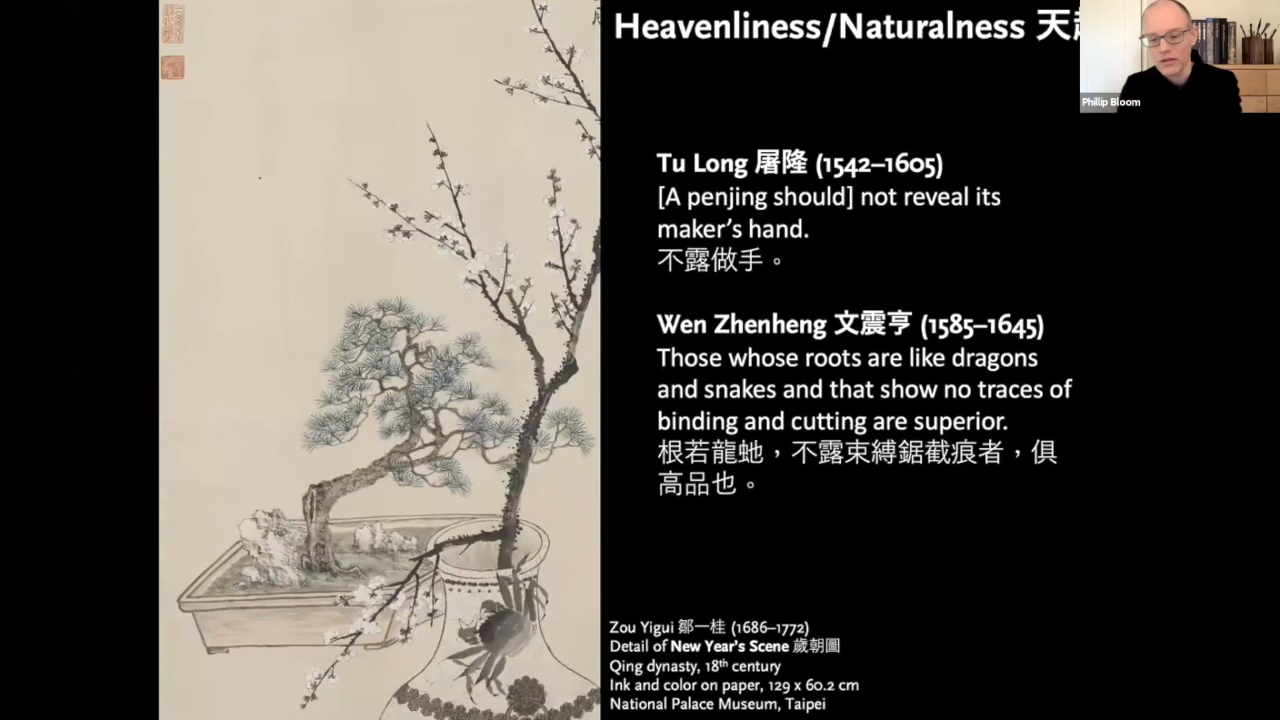 Heavenliness/Naturalness 天
Phillip Bloom
Tu Long 屠隆 (1542–1605)
[A penjing should] not reveal its
maker’s hand.
不露做手。
Wen Zhenheng 文震亨 (1585–1645)
Those whose roots are like dragons
and snakes and that show no traces of
binding and cutting are superior.
根若龍虵，不露束縛鋸截痕者，俱
高品也。
Zou Yigui 鄒一桂 (1686–1772)
Detail of New Year's Scene 歲朝圖
Qing dynasty, 18th century
Ink and color on paper, 129 x 60.2 cm
National Palace Museum, Taipei